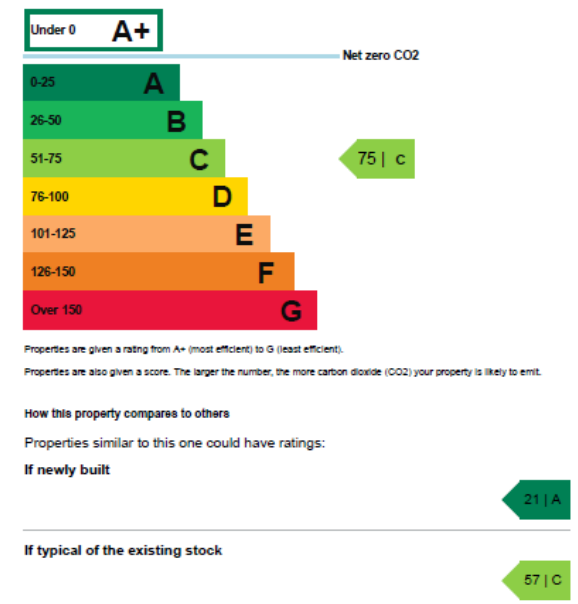 Under 0 A+
Net zero CO2
0-25 A
26-50 B
51-75 C
75 | c
76-100 D
101-125 E
126-150 F
Over 150 G
Properties are given a rating from A+ (most efficient) to G (least efficient).
Properties are also given a score. The larger the number, the more carbon dioxide (CO2) your property is likely to emit.
How this property compares to others
Properties similar to this one could have ratings:
If newly built
21 | A
If typical of the existing stock
57 | C